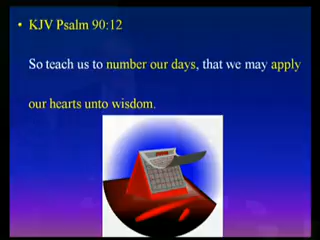 • KJV Psalm 90:12
So teach us to number our days, that we may apply
our hearts unto wisdom.